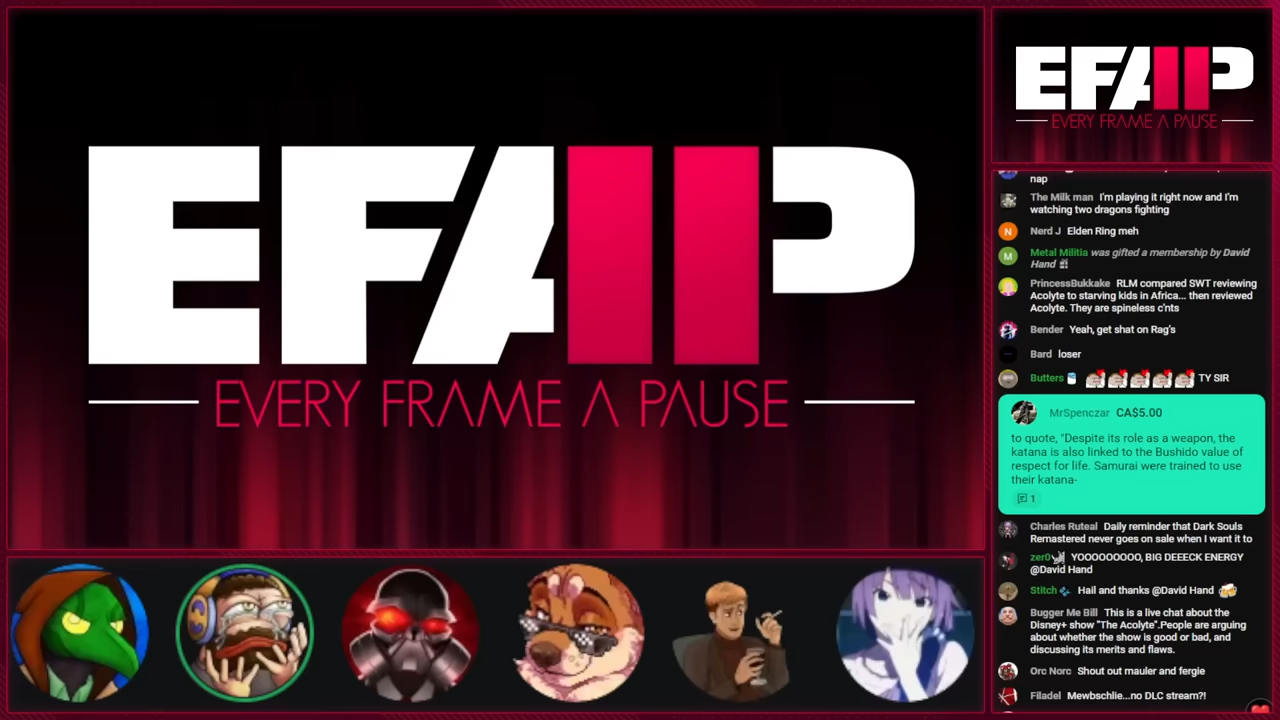 EFAP
EVERY FRAME A PAUSE
EFAP
EVERY FRAME A PAUSE
nap
The Milk man I'm playing it right now and I'm
watching two dragons fighting
N
Nerd J Elden Ring meh
M
Metal Militia was gifted a membership by David
Hand
PrincessBukkake RLM compared SWT reviewing
Acolyte to starving kids in Africa... then reviewed
Acolyte. They are spineless c'nts
Bender Yeah, get shat on Rag's
Bard loser
Butters TY SIR
MrSpenczar CA$5.00
to quote, "Despite its role as a weapon, the
katana is also linked to the Bushido value of
respect for life. Samurai were trained to use
their katana-
1
Charles Ruteal Daily reminder that Dark Souls
Remastered never goes on sale when I want it to
zer0 YOOOOOOOOO, BIG DEEECK ENERGY
@David Hand
Stitch Hail and thanks @David Hand
Bugger Me Bill This is a live chat about the
Disney+ show "The Acolyte".People are arguing
about whether the show is good or bad, and
discussing its merits and flaws.
Orc Norc Shout out mauler and fergie
Filadel Mewbschlie...no DLC stream?!